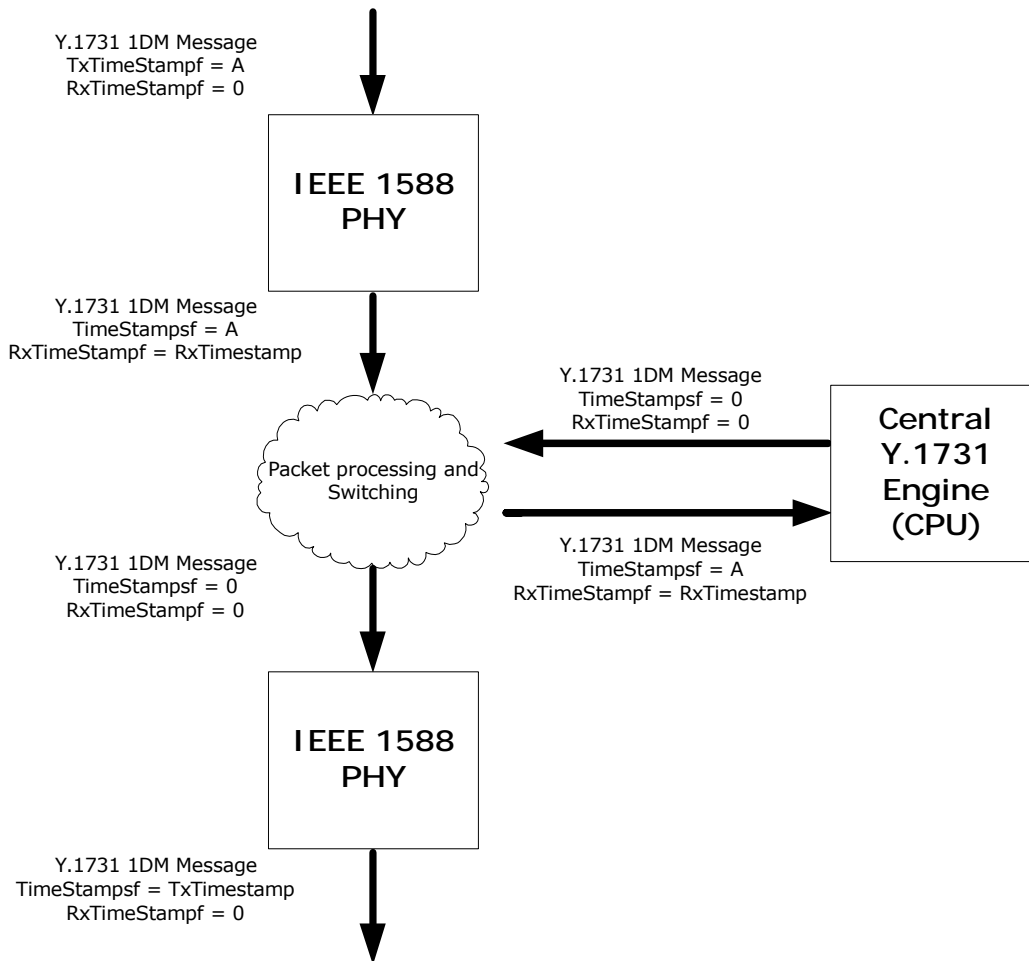 Y.1731 1DM Message
TxTimeStampf = A
RxTimeStampf = 0
IEEE 1588
PHY
Y.1731 1DM Message
TimeStampsf = A
RxTimeStampf = RxTimestamp
Y.1731 1DM Message
TimeStampsf = 0
RxTimeStampf = 0
Central
Y.1731
Engine
(CPU)
Packet processing and
Switching
Y.1731 1DM Message
TimeStampsf = A
RxTimeStampf = RxTimestamp
Y.1731 1DM Message
TimeStampsf = 0
RxTimeStampf = 0
IEEE 1588
PHY
Y.1731 1DM Message
TimeStampsf = TxTimestamp
RxTimeStampf = 0